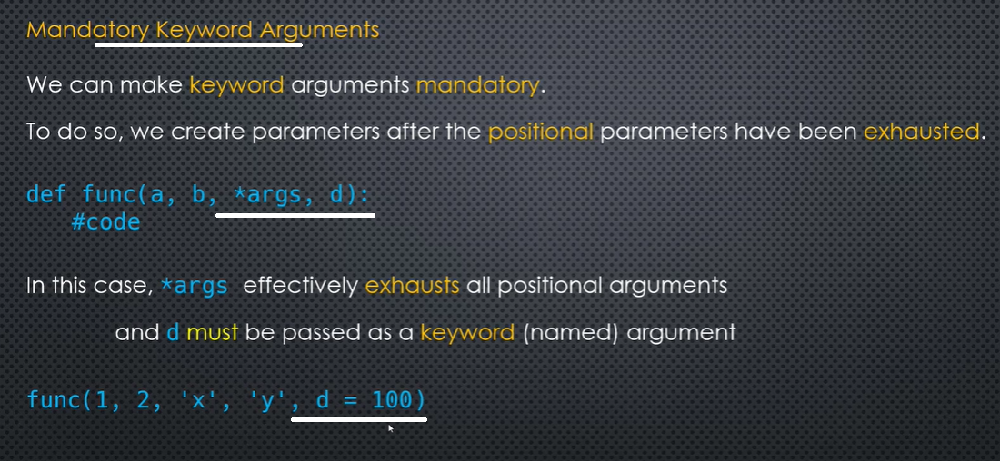 Mandatory Keyword Arguments
We can make keyword arguments mandatory.
To do so, we create parameters after the positional parameters have been exhausted.
def func(a, b, *args, d):
#code
In this case, *args effectively exhausts all positional arguments
and d must be passed as a keyword (named) argument
func(1, 2, 'x', 'y', d = 100)